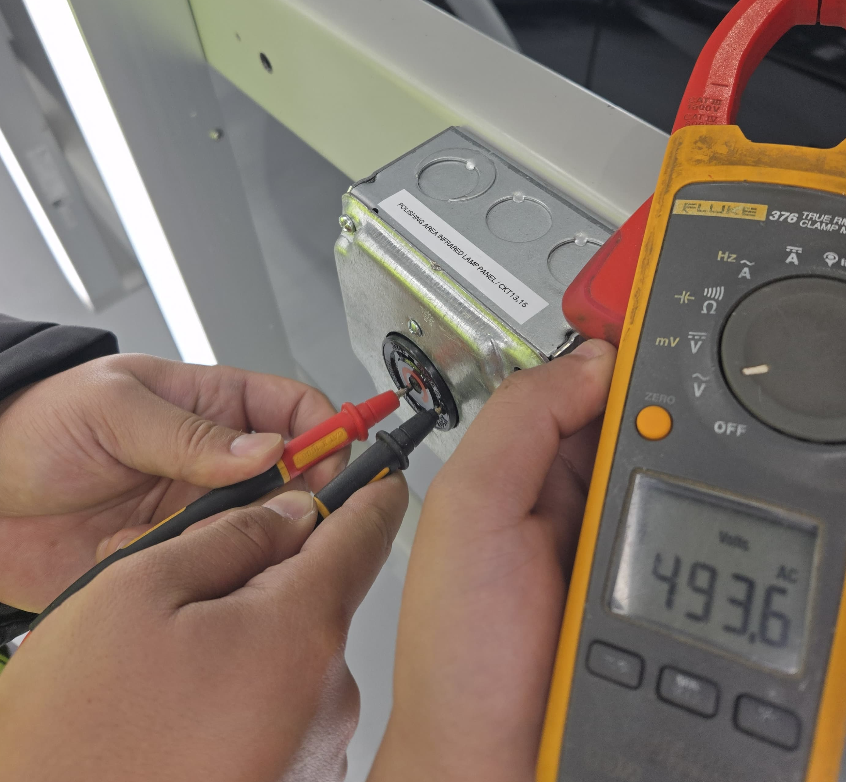 POLISHING AREA INFRARED LAMP PANEL / CKT13,15
FLUKE 376 TRUE
CLAMP
Hz
A
A
Ω
mV V
V
ZERO
OFF
Volts
AC
493.6